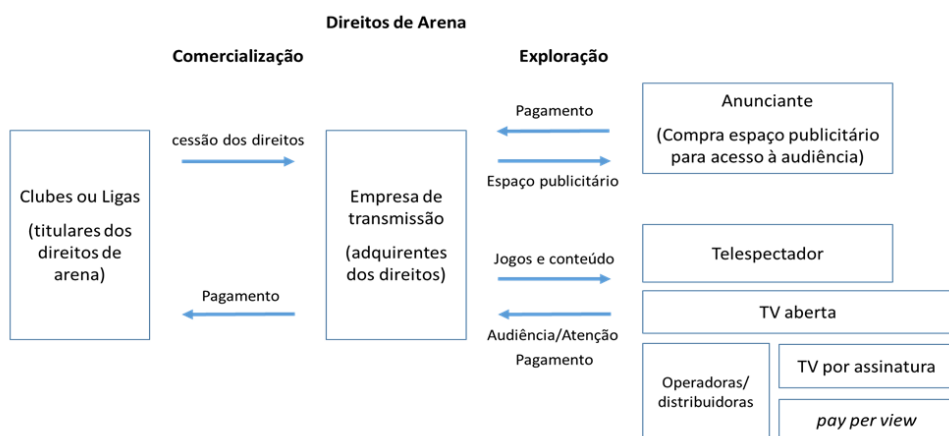 Direitos de Arena
Comercialização
Exploração
Clubes ou Ligas
(titulares dos
direitos de
arena)
cessão dos direitos
Pagamento
Empresa de
transmissão
(adquirentes
dos direitos)
Pagamento
Espaço publicitário
Jogos e conteúdo
Audiência/Atenção
Pagamento
Anunciante
(Compra espaço publicitário
para acesso à audiência)
Telespectador
TV aberta
Operadoras/
distribuidoras
TV por assinatura
pay per view